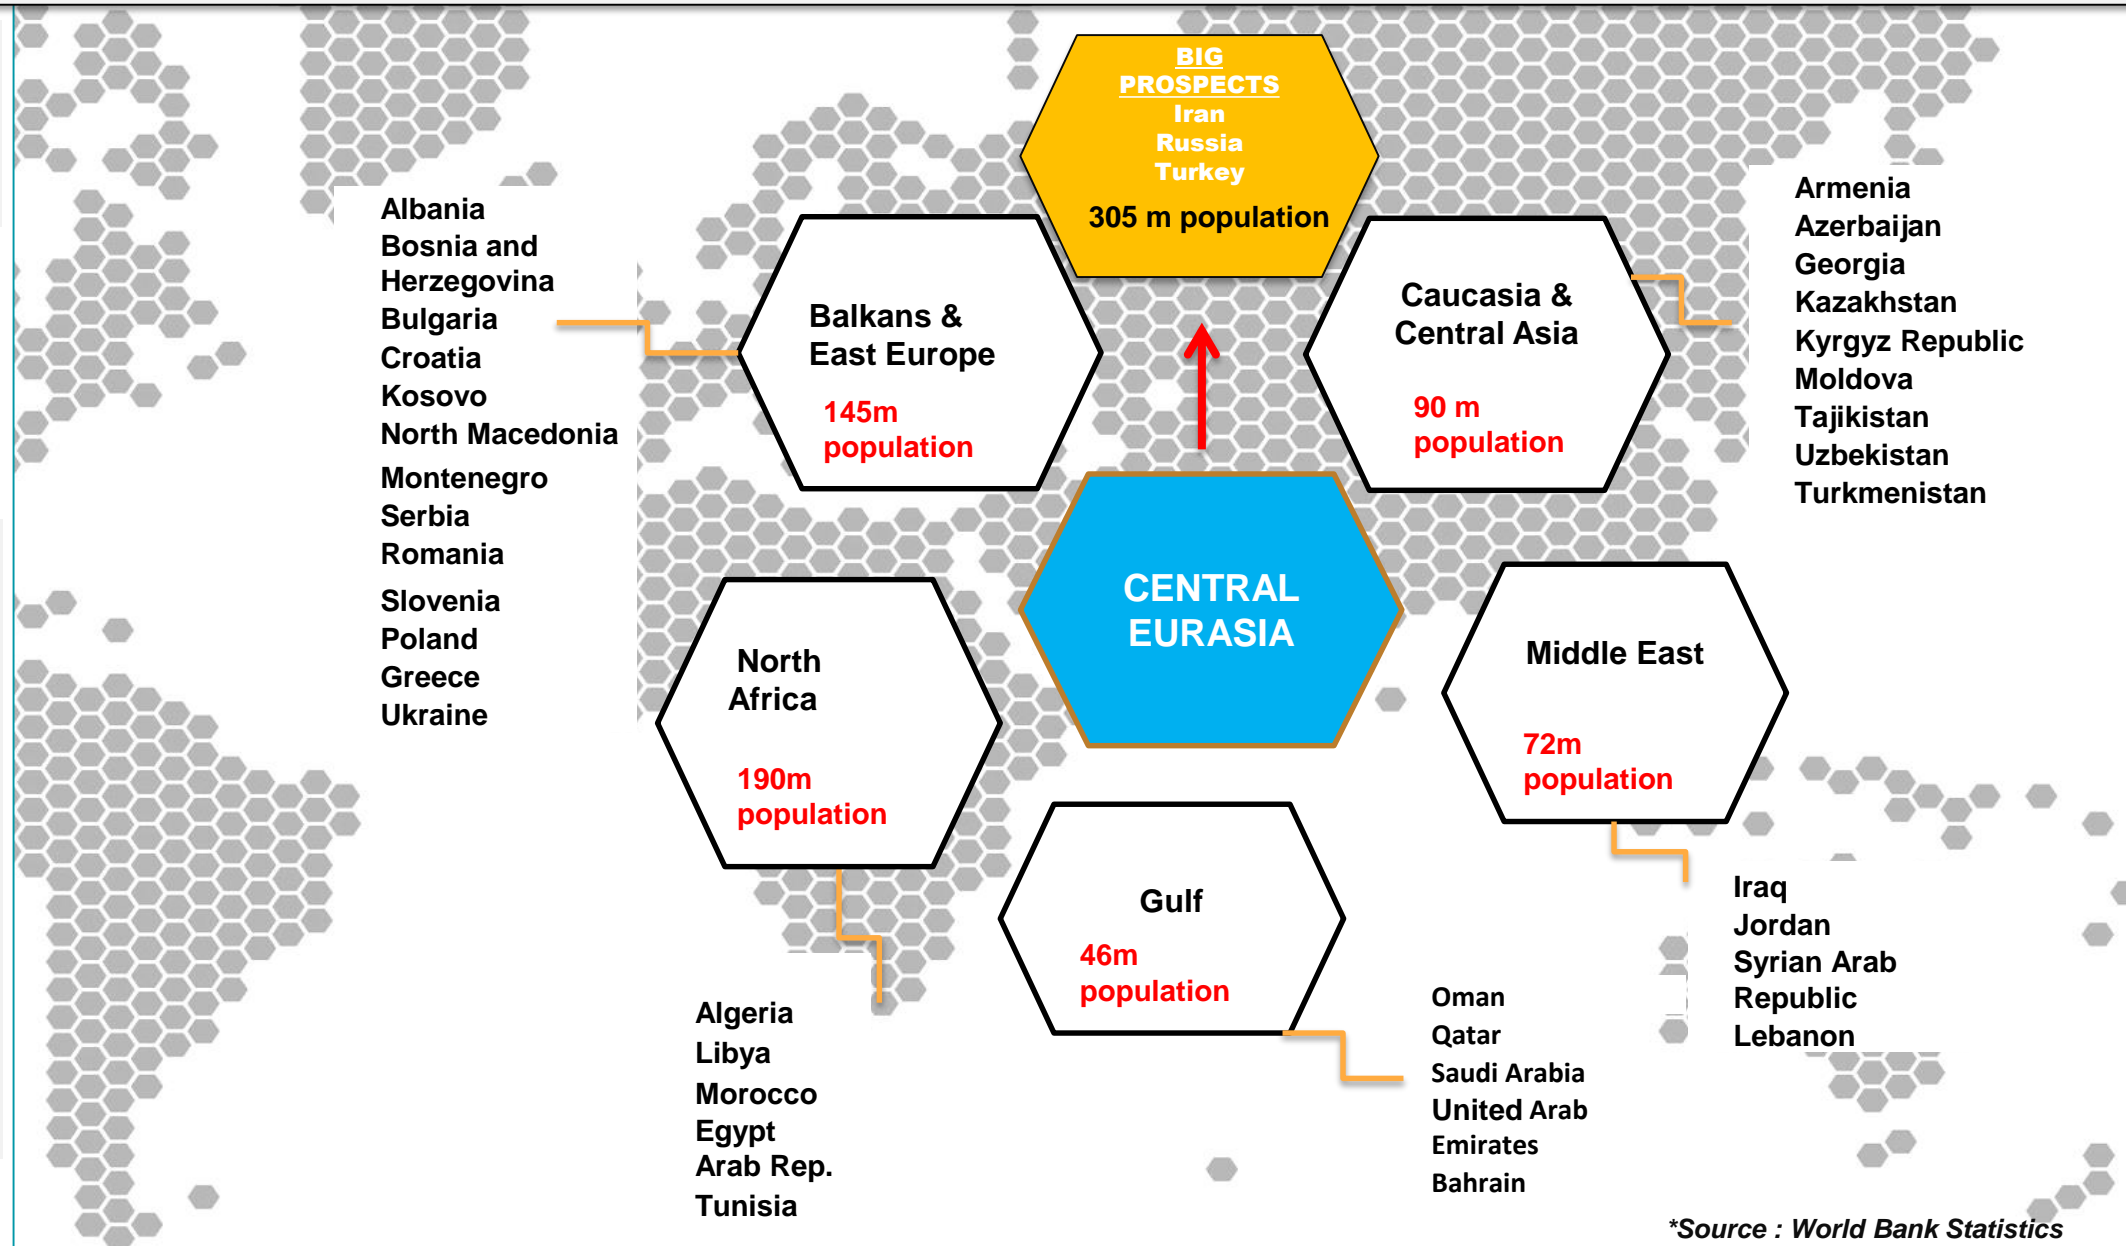 BIG
PROSPECTS
Iran
Russia
Turkey
305 m population
Albania
Bosnia and
Herzegovina
Bulgaria
Croatia
Kosovo
North Macedonia
Montenegro
Serbia
Romania
Slovenia
Poland
Greece
Ukraine
Balkans &
East Europe
145m
population
Caucasia &
Central Asia
90 m
population
Armenia
Azerbaijan
Georgia
Kazakhstan
Kyrgyz Republic
Moldova
Tajikistan
Uzbekistan
Turkmenistan
CENTRAL
EURASIA
North
Africa
190m
population
Middle East
72m
population
Gulf
46m
population
Algeria
Libya
Morocco
Egypt
Arab Rep.
Tunisia
Oman
Qatar
Saudi Arabia
United Arab
Emirates
Bahrain
Iraq
Jordan
Syrian Arab
Republic
Lebanon
*Source : World Bank Statistics